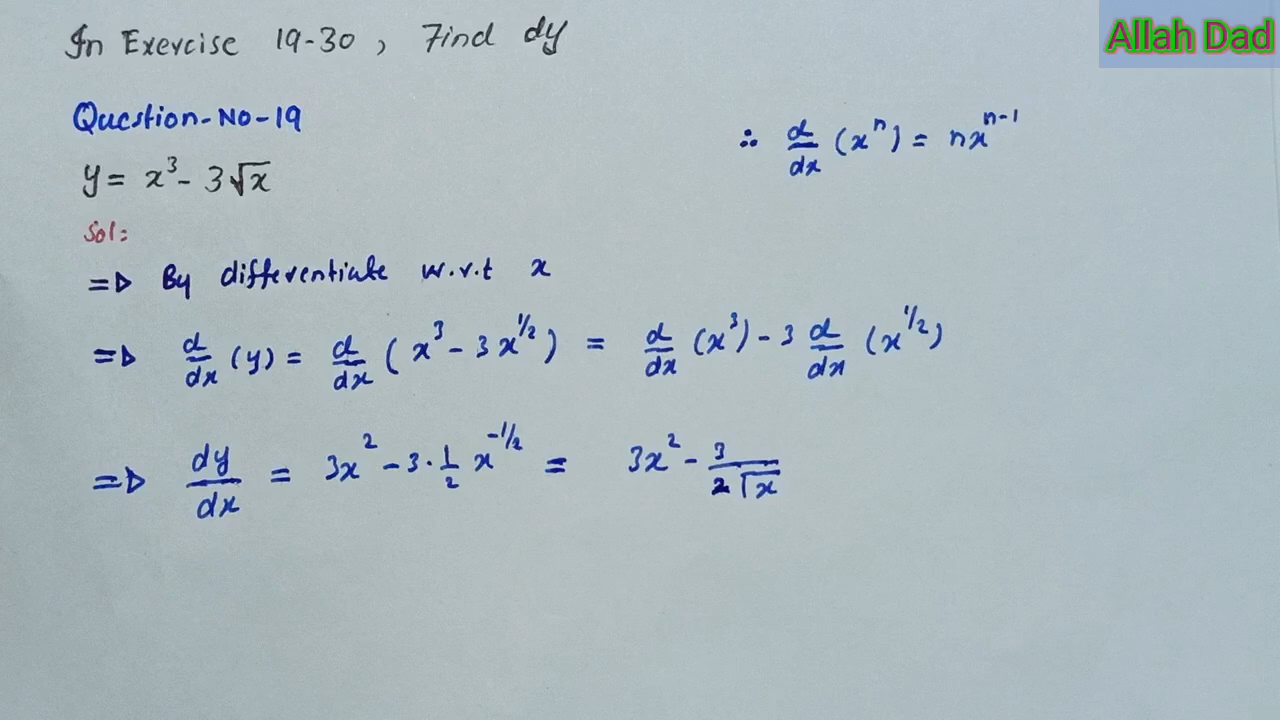 Allah Dad
In Exercise 19-30, Find dy
Question-No-19
∴ d/dx (xⁿ) = nxⁿ⁻¹
y = x³ - 3√x
Sol:
=> By differentiate w.r.t x
=> d/dx (y) = d/dx (x³ - 3x^1/2) = d/dx (x³) - 3 d/dx (x^1/2)
=> dy/dx = 3x² - 3·1/2 x^-1/2 = 3x² - 3/2√x